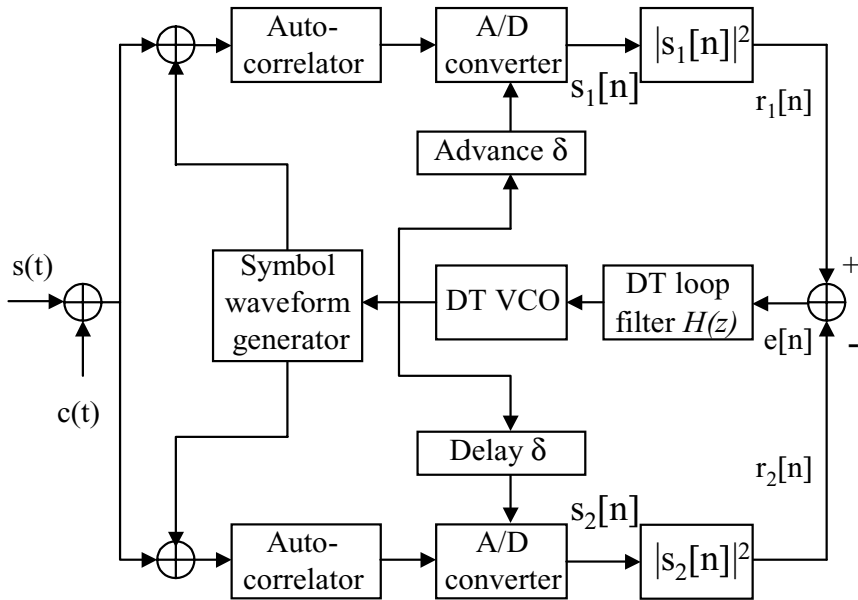 Auto-
correlator
A/D
converter
|s₁[n]|²
s₁[n]
r₁[n]
Advance δ
s(t)
Symbol
waveform
generator
DT VCO
DT loop
filter H(z)
+
e[n]
-
c(t)
Delay δ
r₂[n]
s₂[n]
Auto-
correlator
A/D
converter
|s₂[n]|²